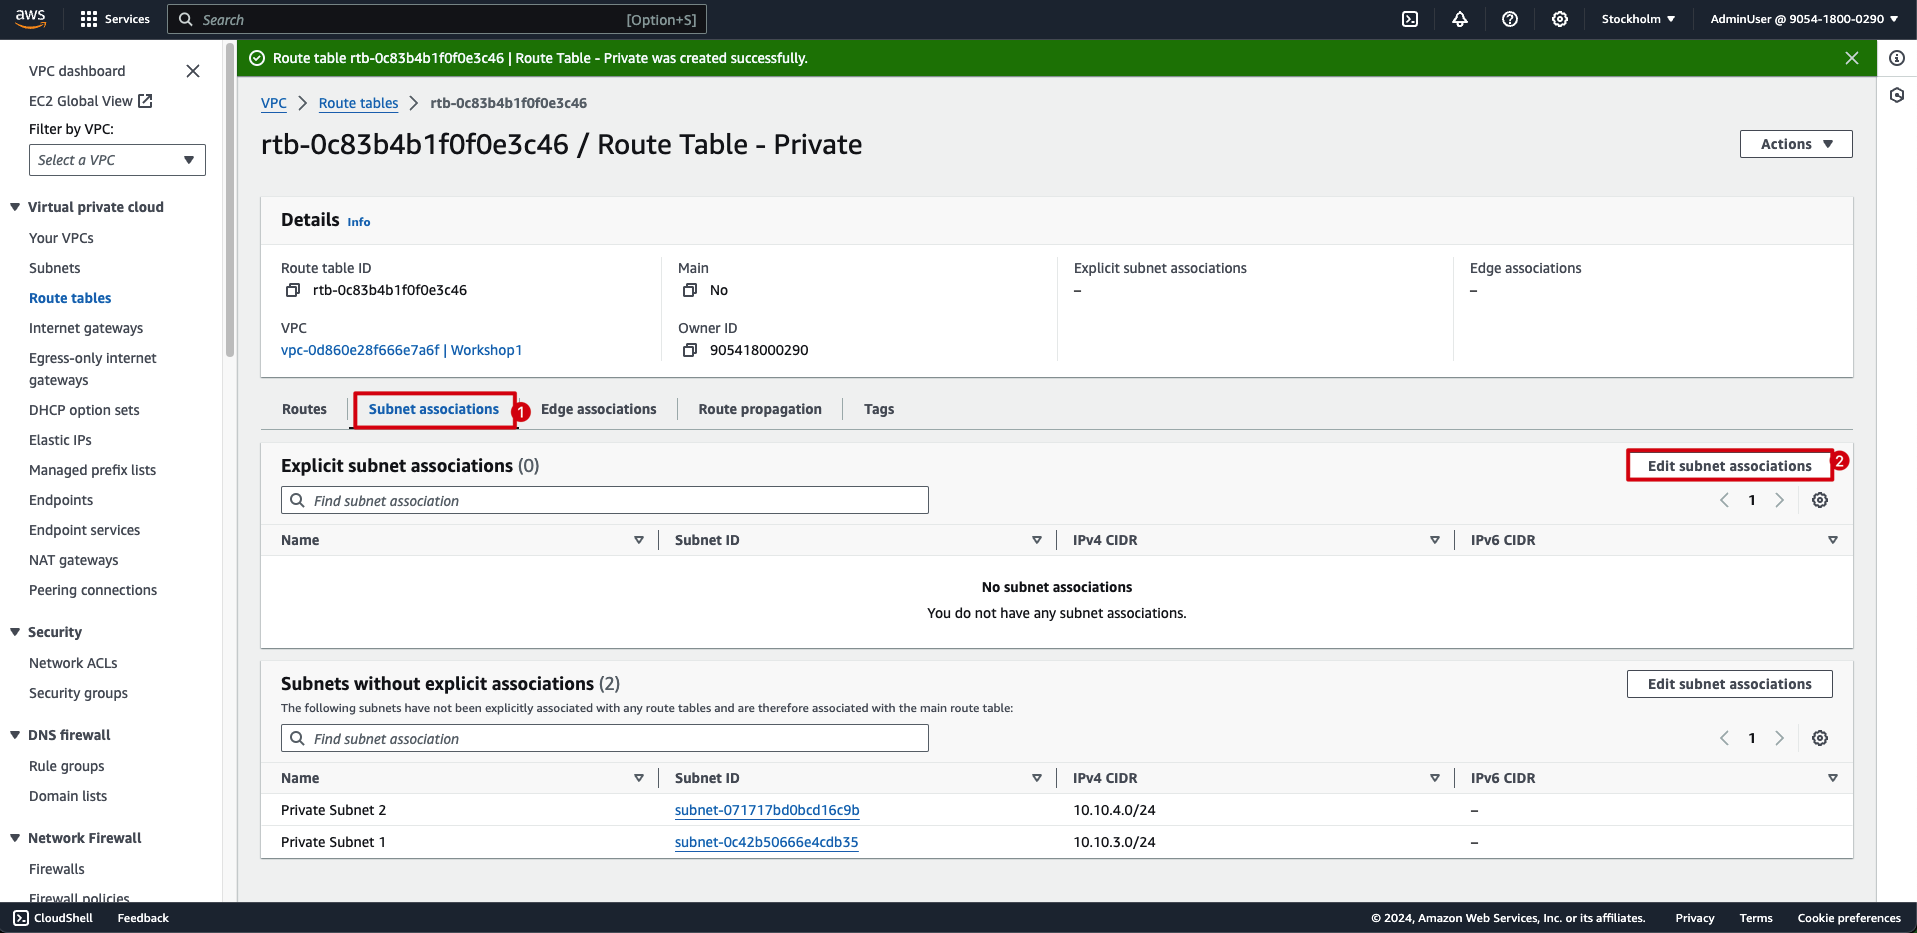 aws
Services
Search
[Option+S]
Stockholm ▼
AdminUser @ 9054-1800-0290 ▼
VPC dashboard
EC2 Global View
Filter by VPC:
Select a VPC
Virtual private cloud
Your VPCs
Subnets
Route tables
Internet gateways
Egress-only internet
gateways
DHCP option sets
Elastic IPs
Managed prefix lists
Endpoints
Endpoint services
NAT gateways
Peering connections
Security
Network ACLs
Security groups
DNS firewall
Rule groups
Domain lists
Network Firewall
Firewalls
Firewall policies
Route table rtb-0c83b4b1f0f0e3c46 | Route Table - Private was created successfully.
VPC > Route tables > rtb-0c83b4b1f0f0e3c46
rtb-0c83b4b1f0f0e3c46 / Route Table - Private
Actions ▼
Details Info
Route table ID
rtb-0c83b4b1f0f0e3c46
Main
No
Explicit subnet associations
–
Edge associations
–
VPC
vpc-0d860e28f666e7a6f | Workshop1
Owner ID
905418000290
Routes
Subnet associations
1
Edge associations
Route propagation
Tags
Explicit subnet associations (0)
Edit subnet associations
2
Find subnet association
1
Name
Subnet ID
IPv4 CIDR
IPv6 CIDR
No subnet associations
You do not have any subnet associations.
Subnets without explicit associations (2)
Edit subnet associations
The following subnets have not been explicitly associated with any route tables and are therefore associated with the main route table:
Find subnet association
1
Name
Subnet ID
IPv4 CIDR
IPv6 CIDR
Private Subnet 2
subnet-071717bd0bcd16c9b
10.10.4.0/24
–
Private Subnet 1
subnet-0c42b50666e4cdb35
10.10.3.0/24
–
CloudShell
Feedback
© 2024, Amazon Web Services, Inc. or its affiliates.
Privacy
Terms
Cookie preferences